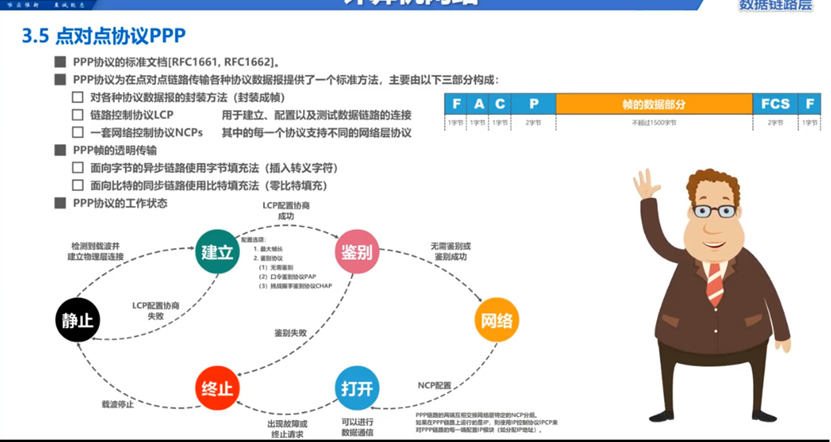 计算机网络
数据链路层
3.5 点对点协议PPP
PPP协议的标准文档[RFC1661, RFC1662]。
PPP协议为在点对点链路传输各种协议数据报提供了一个标准方法，主要由以下三部分构成：
对各种协议数据报的封装方法（封装成帧）
链路控制协议LCP 用于建立、配置以及测试数据链路的连接
一套网络控制协议NCPs 其中的每一个协议支持不同的网络层协议
F A C P 帧的数据部分 FCS F
1字节 1字节 1字节 2字节 不超过1500字节 2字节 1字节
PPP帧的透明传输
面向字节的异步链路使用字节填充法（插入转义字符）
面向比特的同步链路使用比特填充法（零比特填充）
PPP协议的工作状态
LCP配置协商
成功
检测到载波并
建立物理层连接
建立
配置选项：
1. 最大帧长
2. 鉴别协议
（1）无需鉴别
（2）口令鉴别协议PAP
（3）挑战握手鉴别协议CHAP
鉴别
无需鉴别或
鉴别成功
LCP配置协商
失败
静止
鉴别失败
网络
终止
打开
NCP配置
载波停止
出现故障或
终止请求
可以进行
数据通信
PPP链路的两端互相交换网络层特定的NCP分组。
如果在PPP链路上运行的是IP，则使用IP控制协议IPCP来
对PPP链路的每一端配置IP模块（如分配IP地址）。